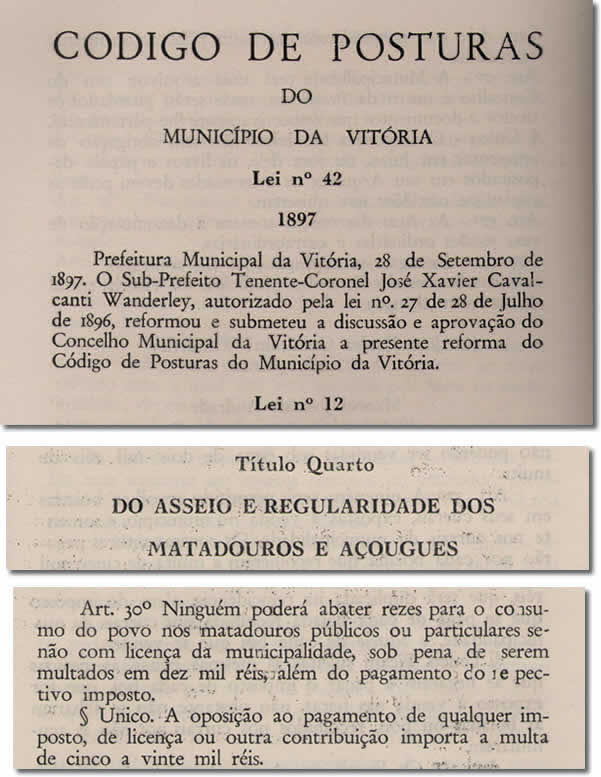 CODIGO DE POSTURAS
DO
MUNICÍPIO DA VITÓRIA
Lei nº 42
1897
Prefeitura Municipal da Vitória, 28 de Setembro de
1897. O Sub-Prefeito Tenente-Coronel José Xavier Caval-
canti Wanderley, autorizado pela lei nº. 27 de 28 de Julho
de 1896, reformou e submeteu a discussão e aprovação do
Concelho Municipal da Vitória a presente reforma do
Código de Posturas do Município da Vitória.
Lei nº 12
Título Quarto
DO ASSEIO E REGULARIDADE DOS
MATADOUROS E AÇOUGUES
Art. 30º Ninguém poderá abater rezes para o consu-
mo do povo nos matadouros públicos ou particulares se-
não com licença da municipalidade, sob pena de serem
multados em dez mil réis, além do pagamento do re pec-
tivo imposto.
§ Unico. A oposição ao pagamento de qualquer im-
posto, de licença ou outra contribuição importa a multa
de cinco a vinte mil réis.